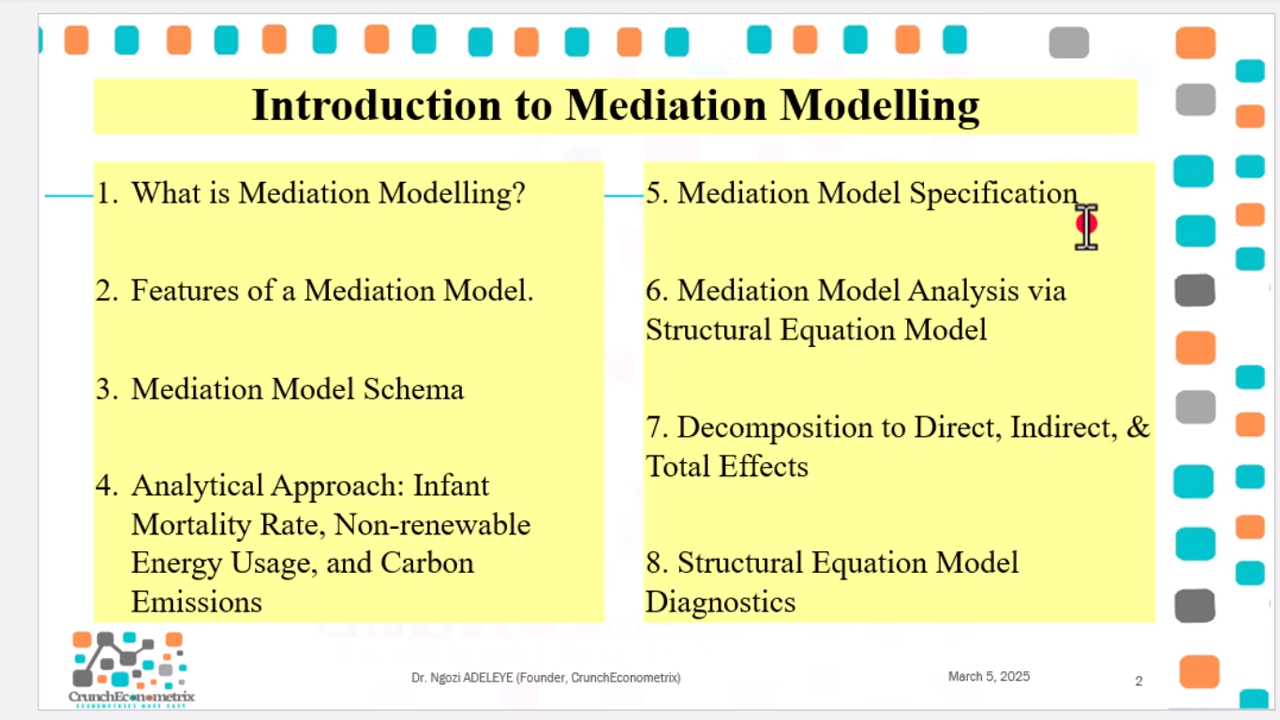 Introduction to Mediation Modelling
1. What is Mediation Modelling?
2. Features of a Mediation Model.
3. Mediation Model Schema
4. Analytical Approach: Infant
Mortality Rate, Non-renewable
Energy Usage, and Carbon
Emissions
5. Mediation Model Specification
6. Mediation Model Analysis via
Structural Equation Model
7. Decomposition to Direct, Indirect, &
Total Effects
8. Structural Equation Model
Diagnostics
CrunchEconometrix
ECONOMETRICS MADE EASY
Dr. Ngozi ADELEYE (Founder, CrunchEconometrix)
March 5, 2025
2